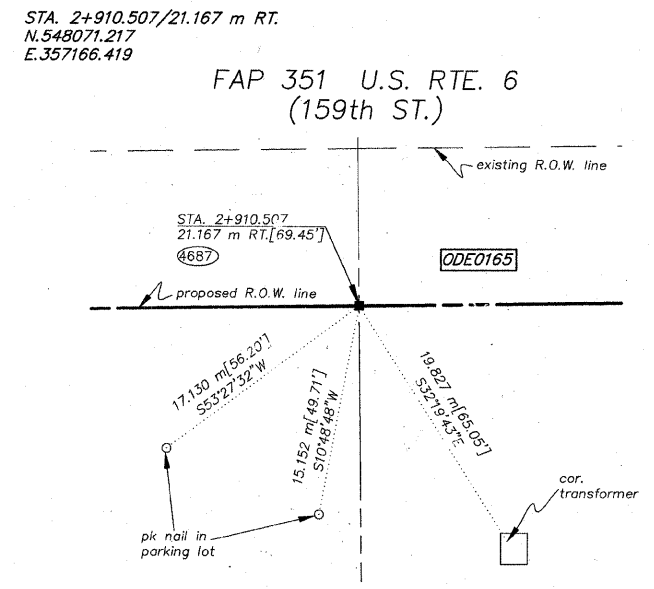 STA. 2+910.507/21.167 m RT.
N.548071.217
E.357166.419
FAP 351 U.S. RTE. 6
(159th ST.)
existing R.O.W. line
STA. 2+910.507
21.167 m RT.[69.45']
4687
ODE0165
proposed R.O.W. line
17.130 m[56.20']
S53°27'32"W
15.152 m[49.71']
S10°48'48"W
19.827 m[65.05']
S32°19'43"E
cor.
transformer
pk nail in
parking lot